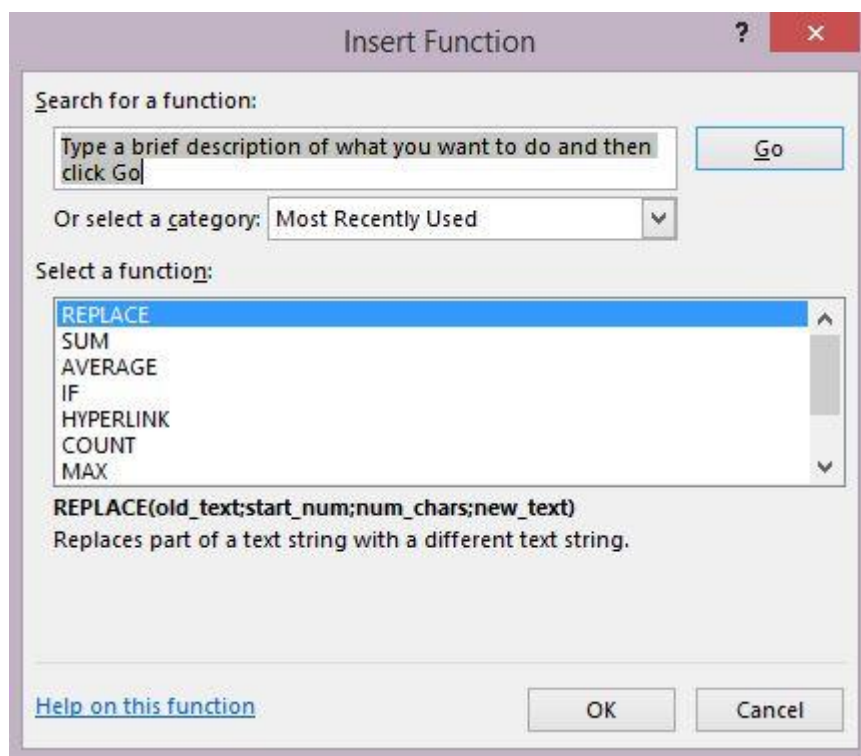 Insert Function
?
×
Search for a function:
Type a brief description of what you want to do and then
click Go
Go
Or select a category: Most Recently Used
Select a function:
REPLACE
SUM
AVERAGE
IF
HYPERLINK
COUNT
MAX
REPLACE(old_text;start_num;num_chars;new_text)
Replaces part of a text string with a different text string.
Help on this function
OK
Cancel